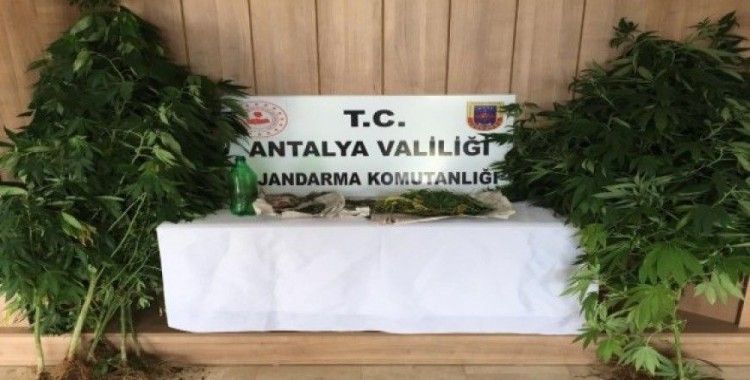 T.C.
ANTALYA VALİLİĞİ
JANDARMA KOMUTANLIĞI